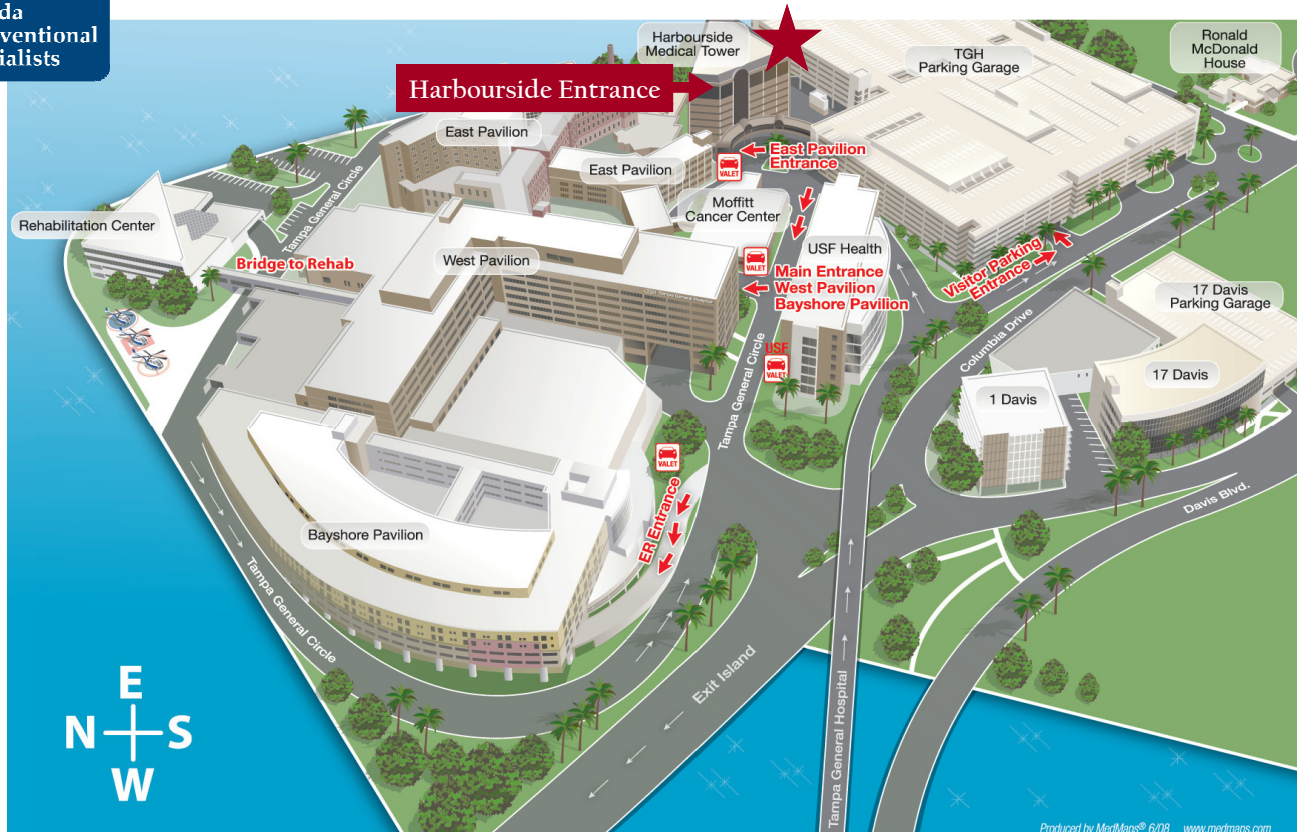 da
ventional
ialists
Harbourside
Medical Tower
TGH
Parking Garage
Ronald
McDonald
House
Harbourside Entrance
East Pavilion
East Pavilion
East Pavilion
Entrance
VALET
Moffitt
Cancer Center
Tampa General Circle
Rehabilitation Center
Bridge to Rehab
West Pavilion
USF Health
VALET
Main Entrance
West Pavilion
Bayshore Pavilion
Visitor Parking
Entrance
17 Davis
Parking Garage
Columbia Drive
USF
VALET
Tampa General Circle
17 Davis
1 Davis
VALET
ER Entrance
Davis Blvd.
Bayshore Pavilion
Tampa General Circle
Exit Island
Tampa General Hospital
E
N S
W
Produced by MedMaps® 6/08 www.medmaps.com